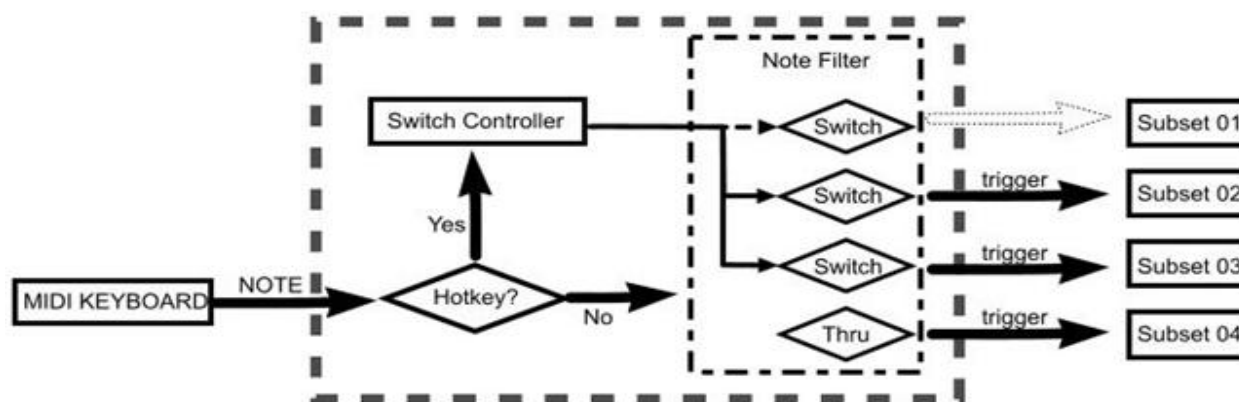 Note Filter
Switch Controller
Switch
Subset 01
Yes
Switch
trigger
Subset 02
Switch
trigger
Subset 03
MIDI KEYBOARD
NOTE
Hotkey?
No
Thru
trigger
Subset 04